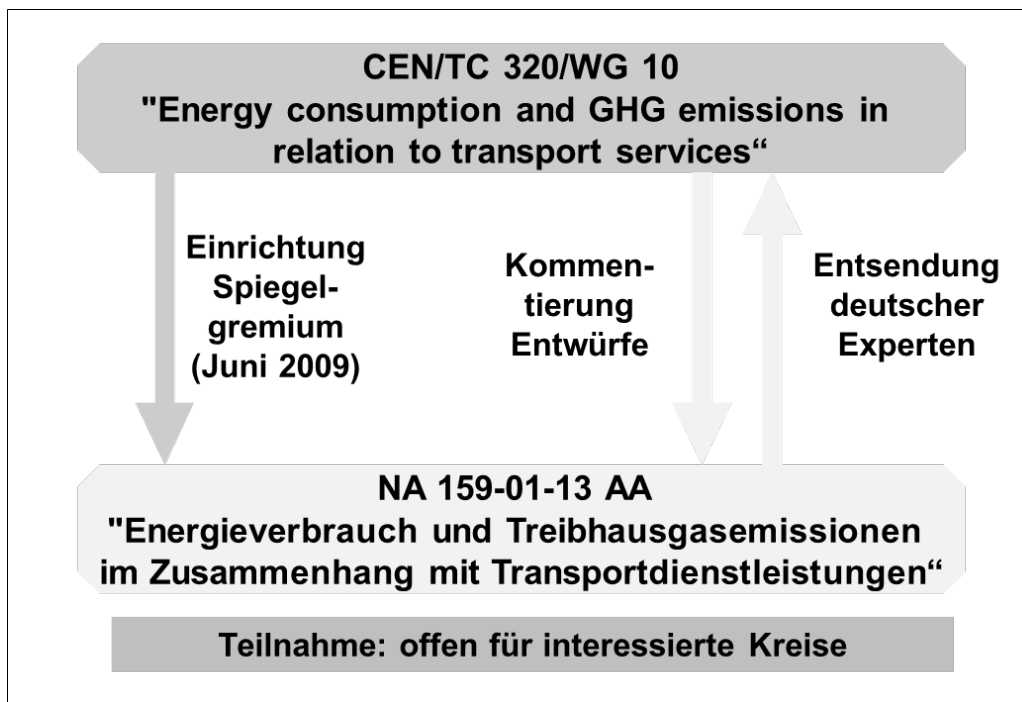 CEN/TC 320/WG 10
"Energy consumption and GHG emissions in
relation to transport services“
Einrichtung
Spiegel-
gremium
(Juni 2009)
Kommen-
tierung
Entwürfe
Entsendung
deutscher
Experten
NA 159-01-13 AA
"Energieverbrauch und Treibhausgasemissionen
im Zusammenhang mit Transportdienstleistungen“
Teilnahme: offen für interessierte Kreise